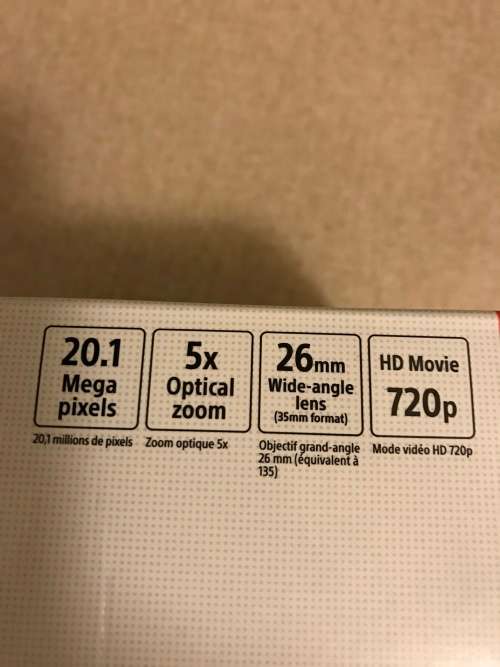 20.1
Mega
pixels
20,1 millions de pixels
5x
Optical
zoom
Zoom optique 5x
26mm
Wide-angle
lens
(35mm format)
Objectif grand-angle
26 mm (équivalent à
135)
HD Movie
720p
Mode vidéo HD 720p